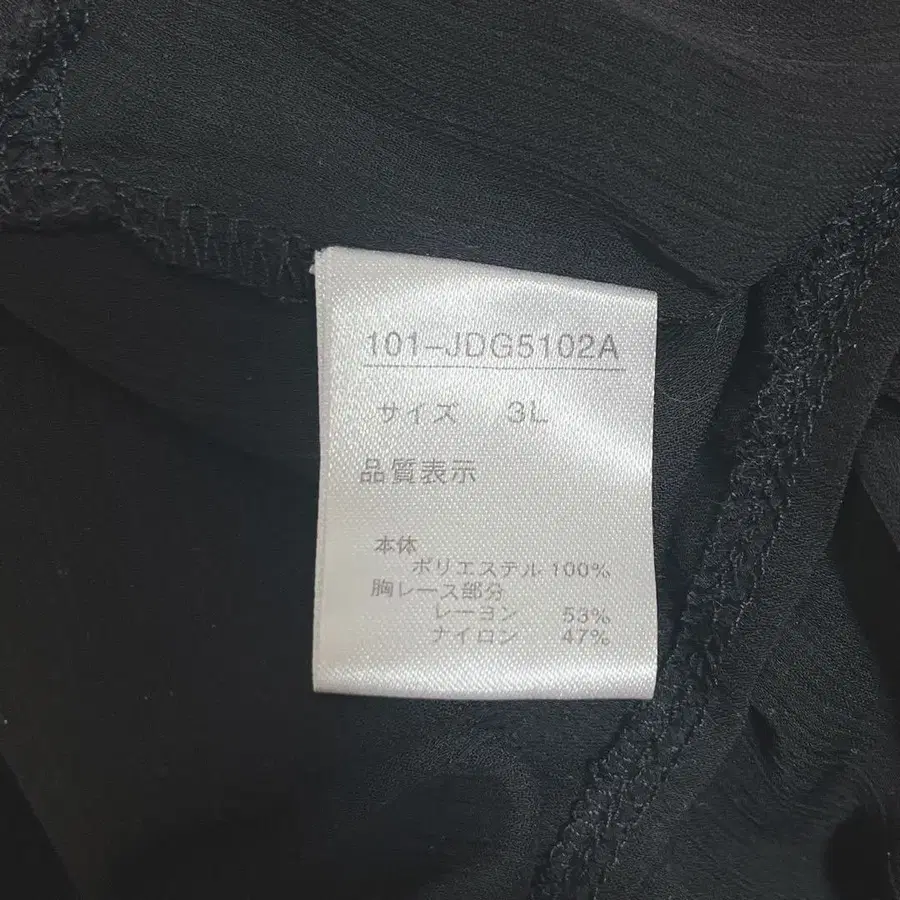 101-JDG5102A
サイズ 3L
品質表示
本体
ポリエステル 100%
胸レース部分
レーヨン 53%
ナイロン 47%